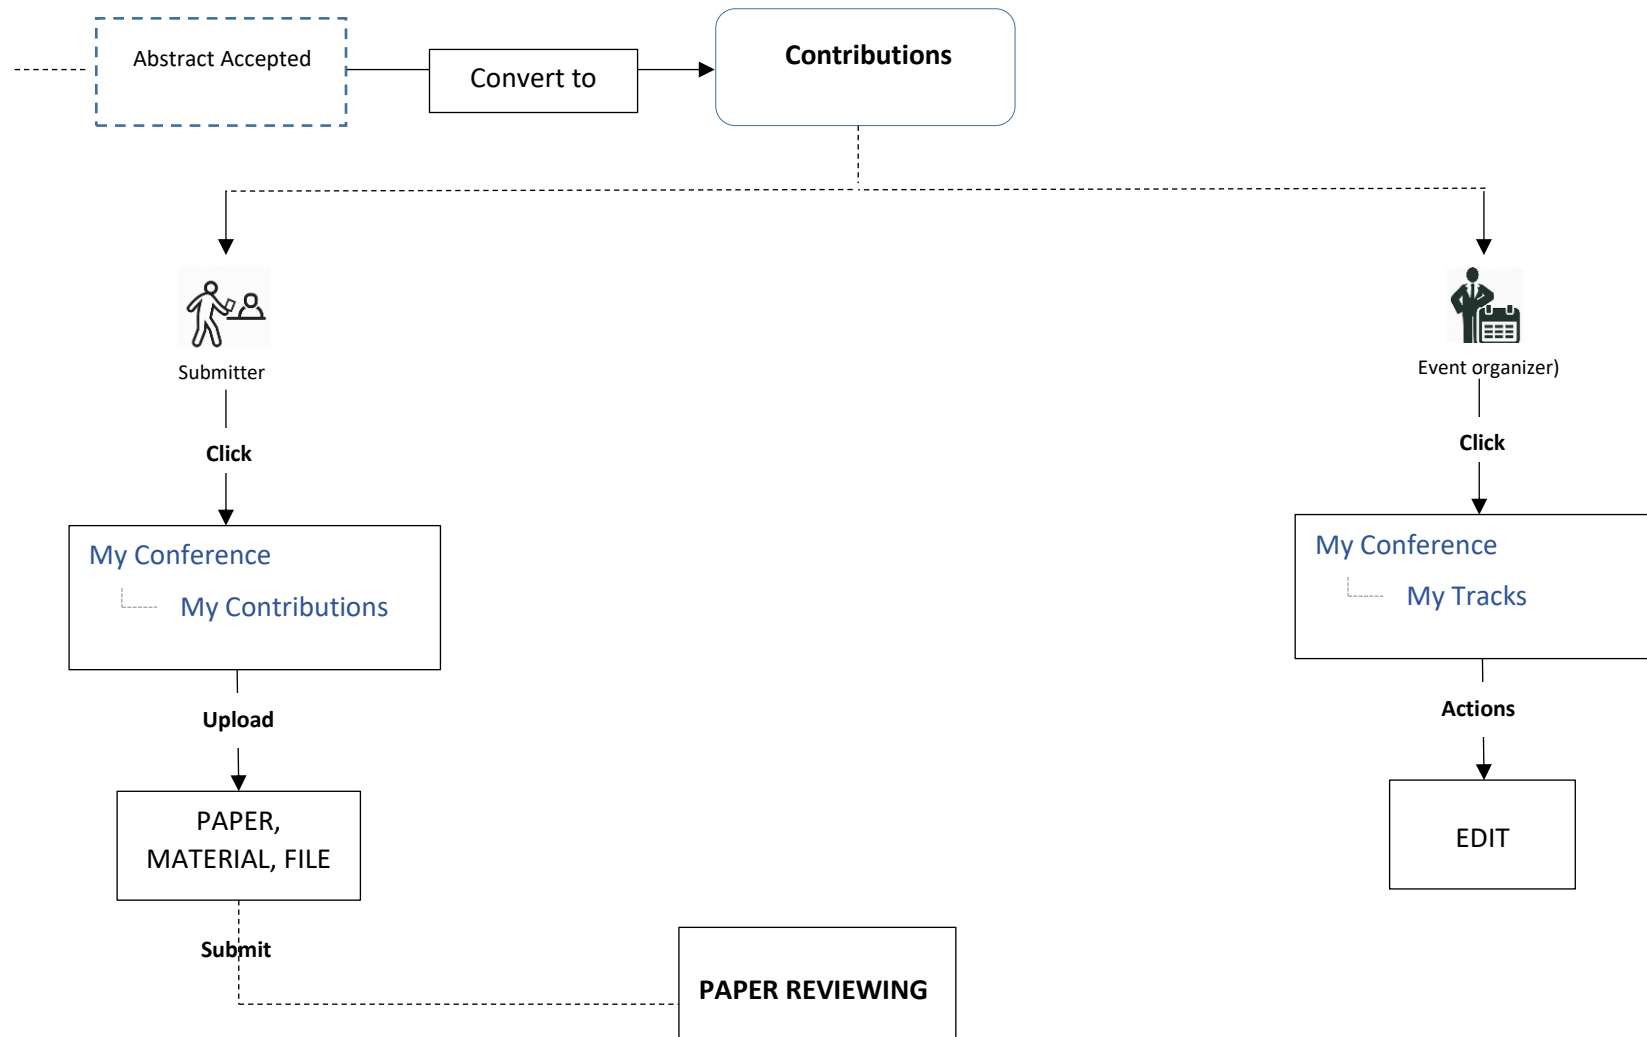 Abstract Accepted
Convert to
Contributions
Submitter
Event organizer)
Click
Click
My Conference
My Contributions
My Conference
My Tracks
Upload
Actions
PAPER,
MATERIAL, FILE
EDIT
Submit
PAPER REVIEWING